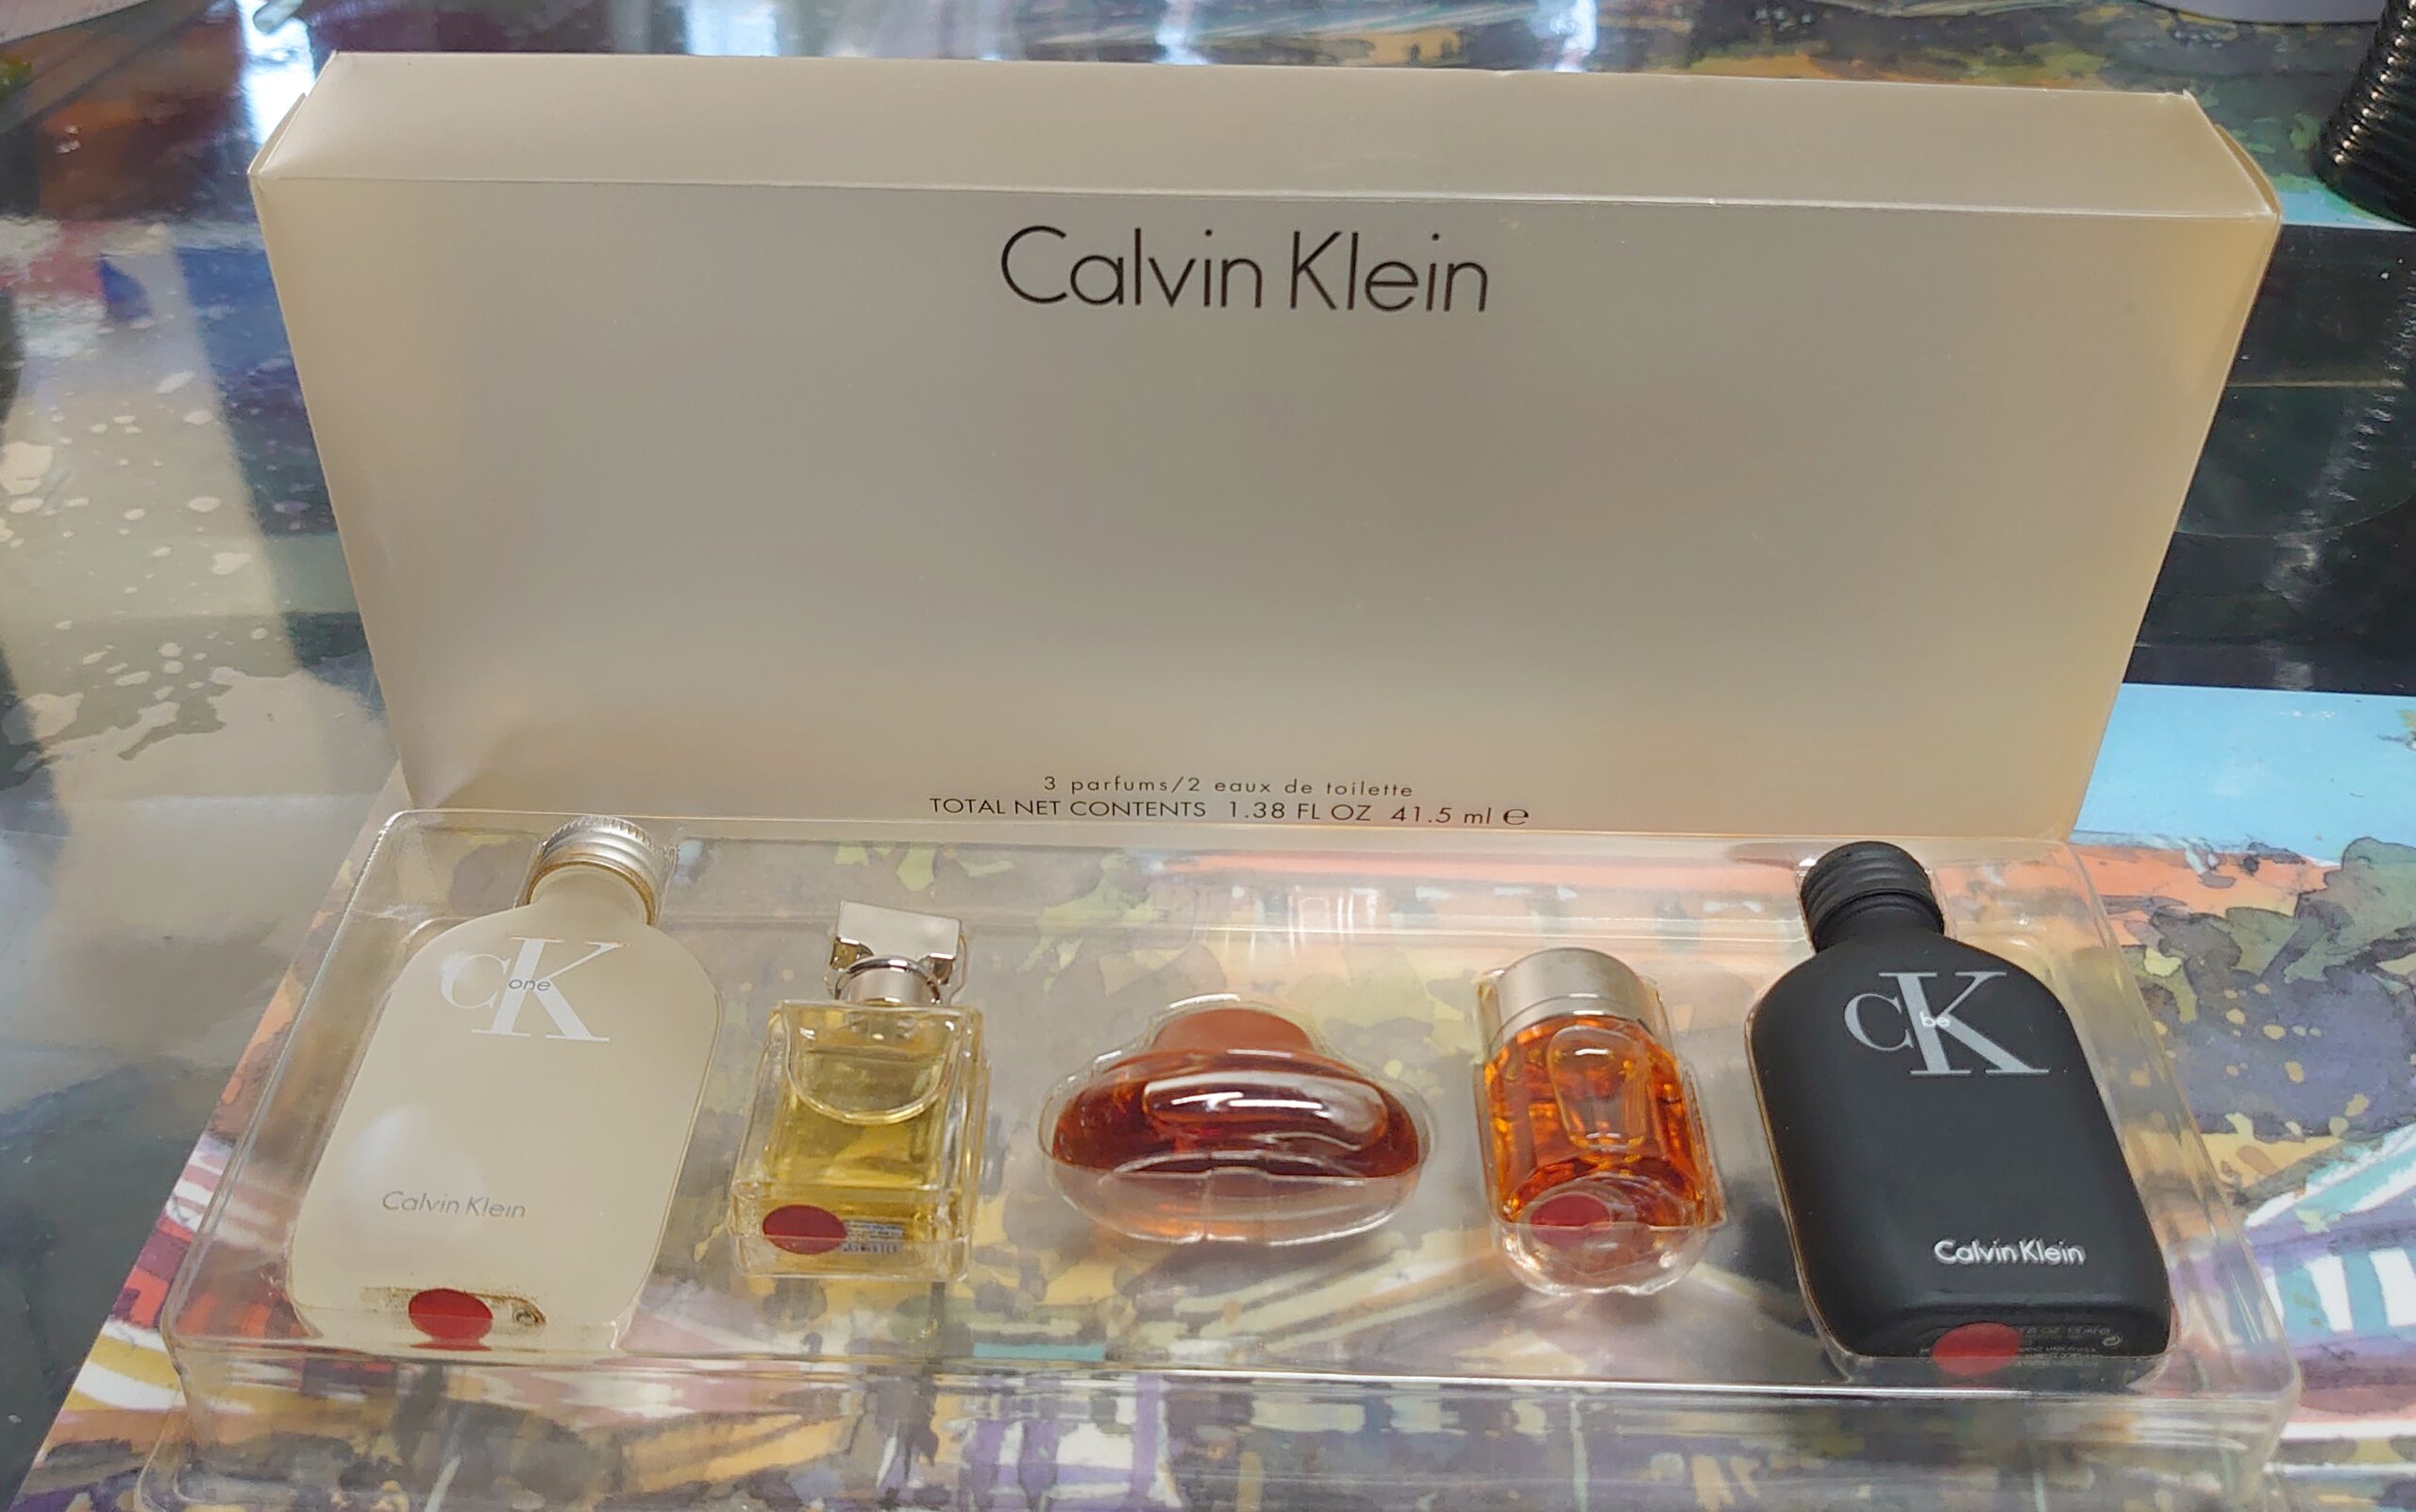 Calvin Klein
3 parfums/2 eaux de toilette
TOTAL NET CONTENTS 1.38 FL OZ 41.5 ml ℮
cK
one
Calvin Klein
cK
be
Calvin Klein